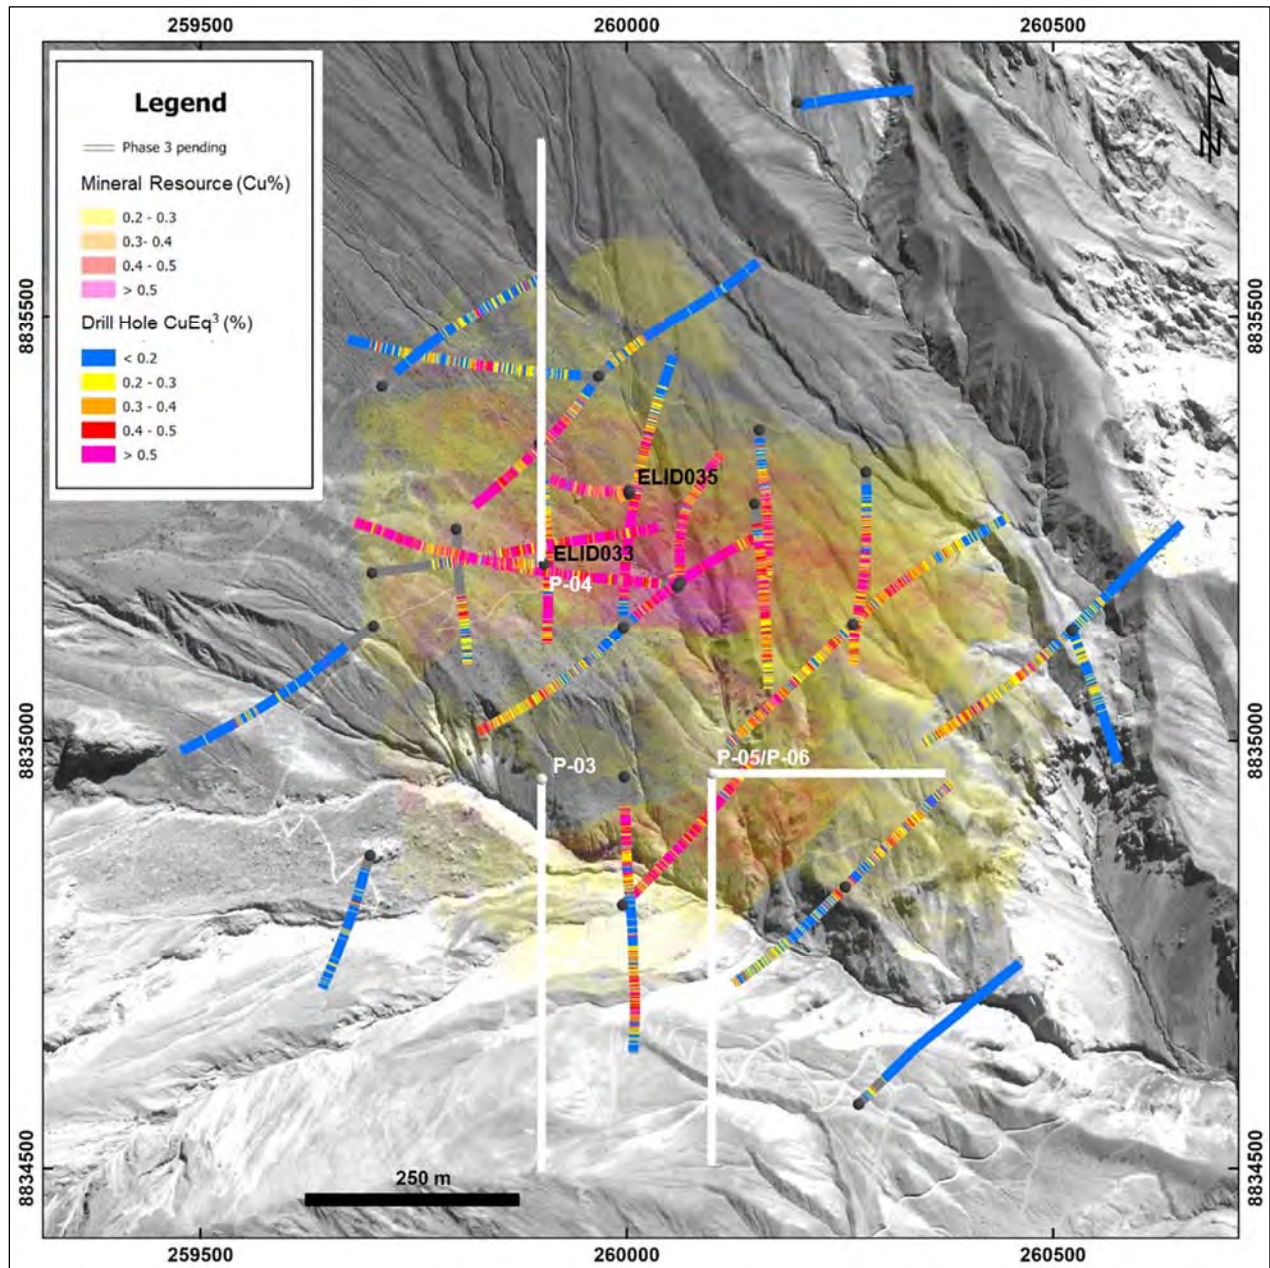 259500 260000 260500
Legend
Phase 3 pending
Mineral Resource (Cu%)
0.2 - 0.3
0.3- 0.4
0.4 - 0.5
> 0.5
Drill Hole CuEq³ (%)
< 0.2
0.2 - 0.3
0.3 - 0.4
0.4 - 0.5
> 0.5
N
8835500 8835500
ELID035
ELID033
P-04
8835000 8835000
P-03 P-05/P-06
8834500 8834500
250 m
259500 260000 260500